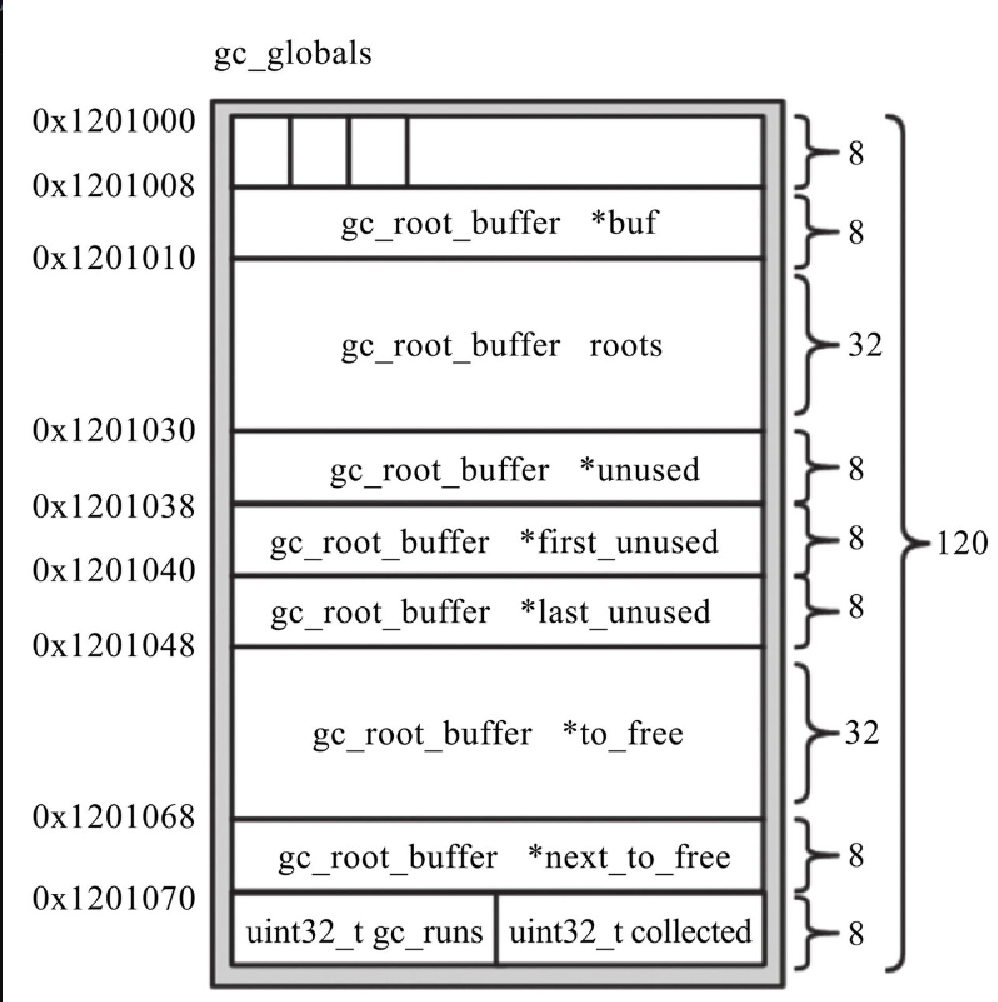 gc_globals
0x1201000
8
0x1201008
gc_root_buffer *buf
8
0x1201010
gc_root_buffer roots
32
0x1201030
gc_root_buffer *unused
8
0x1201038
gc_root_buffer *first_unused
8
120
0x1201040
gc_root_buffer *last_unused
8
0x1201048
gc_root_buffer *to_free
32
0x1201068
gc_root_buffer *next_to_free
8
0x1201070
uint32_t gc_runs
uint32_t collected
8